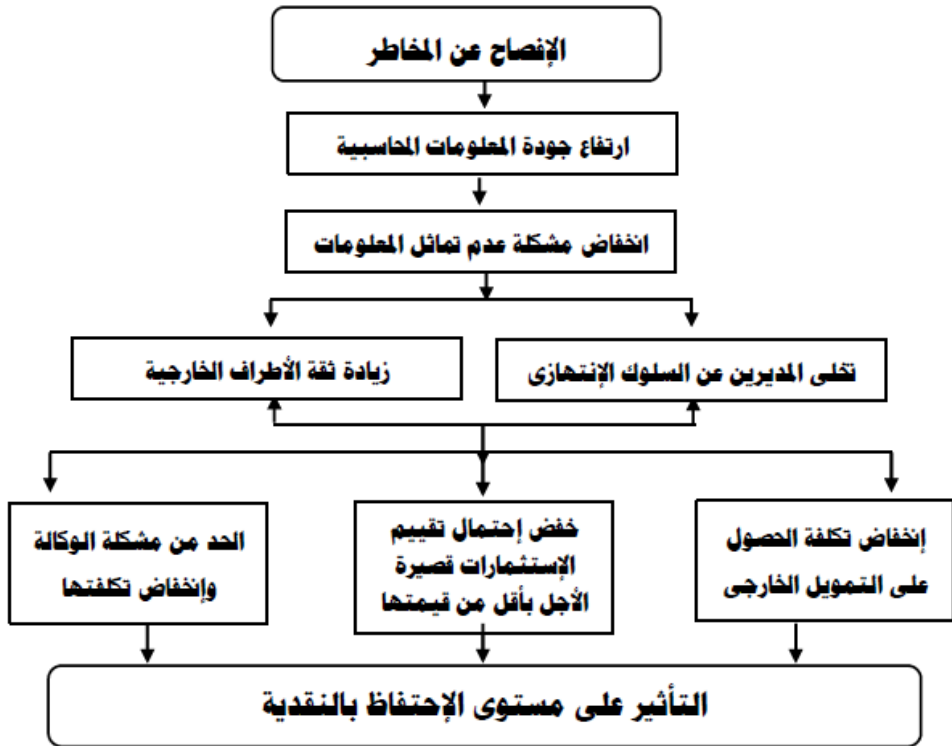 الإفصاح عن المخاطر
ارتفاع جودة المعلومات المحاسبية
انخفاض مشكلة عدم تماثل المعلومات
تخلى المديرين عن السلوك الإنتهازى
زيادة ثقة الأطراف الخارجية
إنخفاض تكلفة الحصول
على التمويل الخارجى
خفض إحتمال تقييم
الإستثمارات قصيرة
الأجل بأقل من قيمتها
الحد من مشكلة الوكالة
وإنخفاض تكلفتها
التأثير على مستوى الإحتفاظ بالنقدية